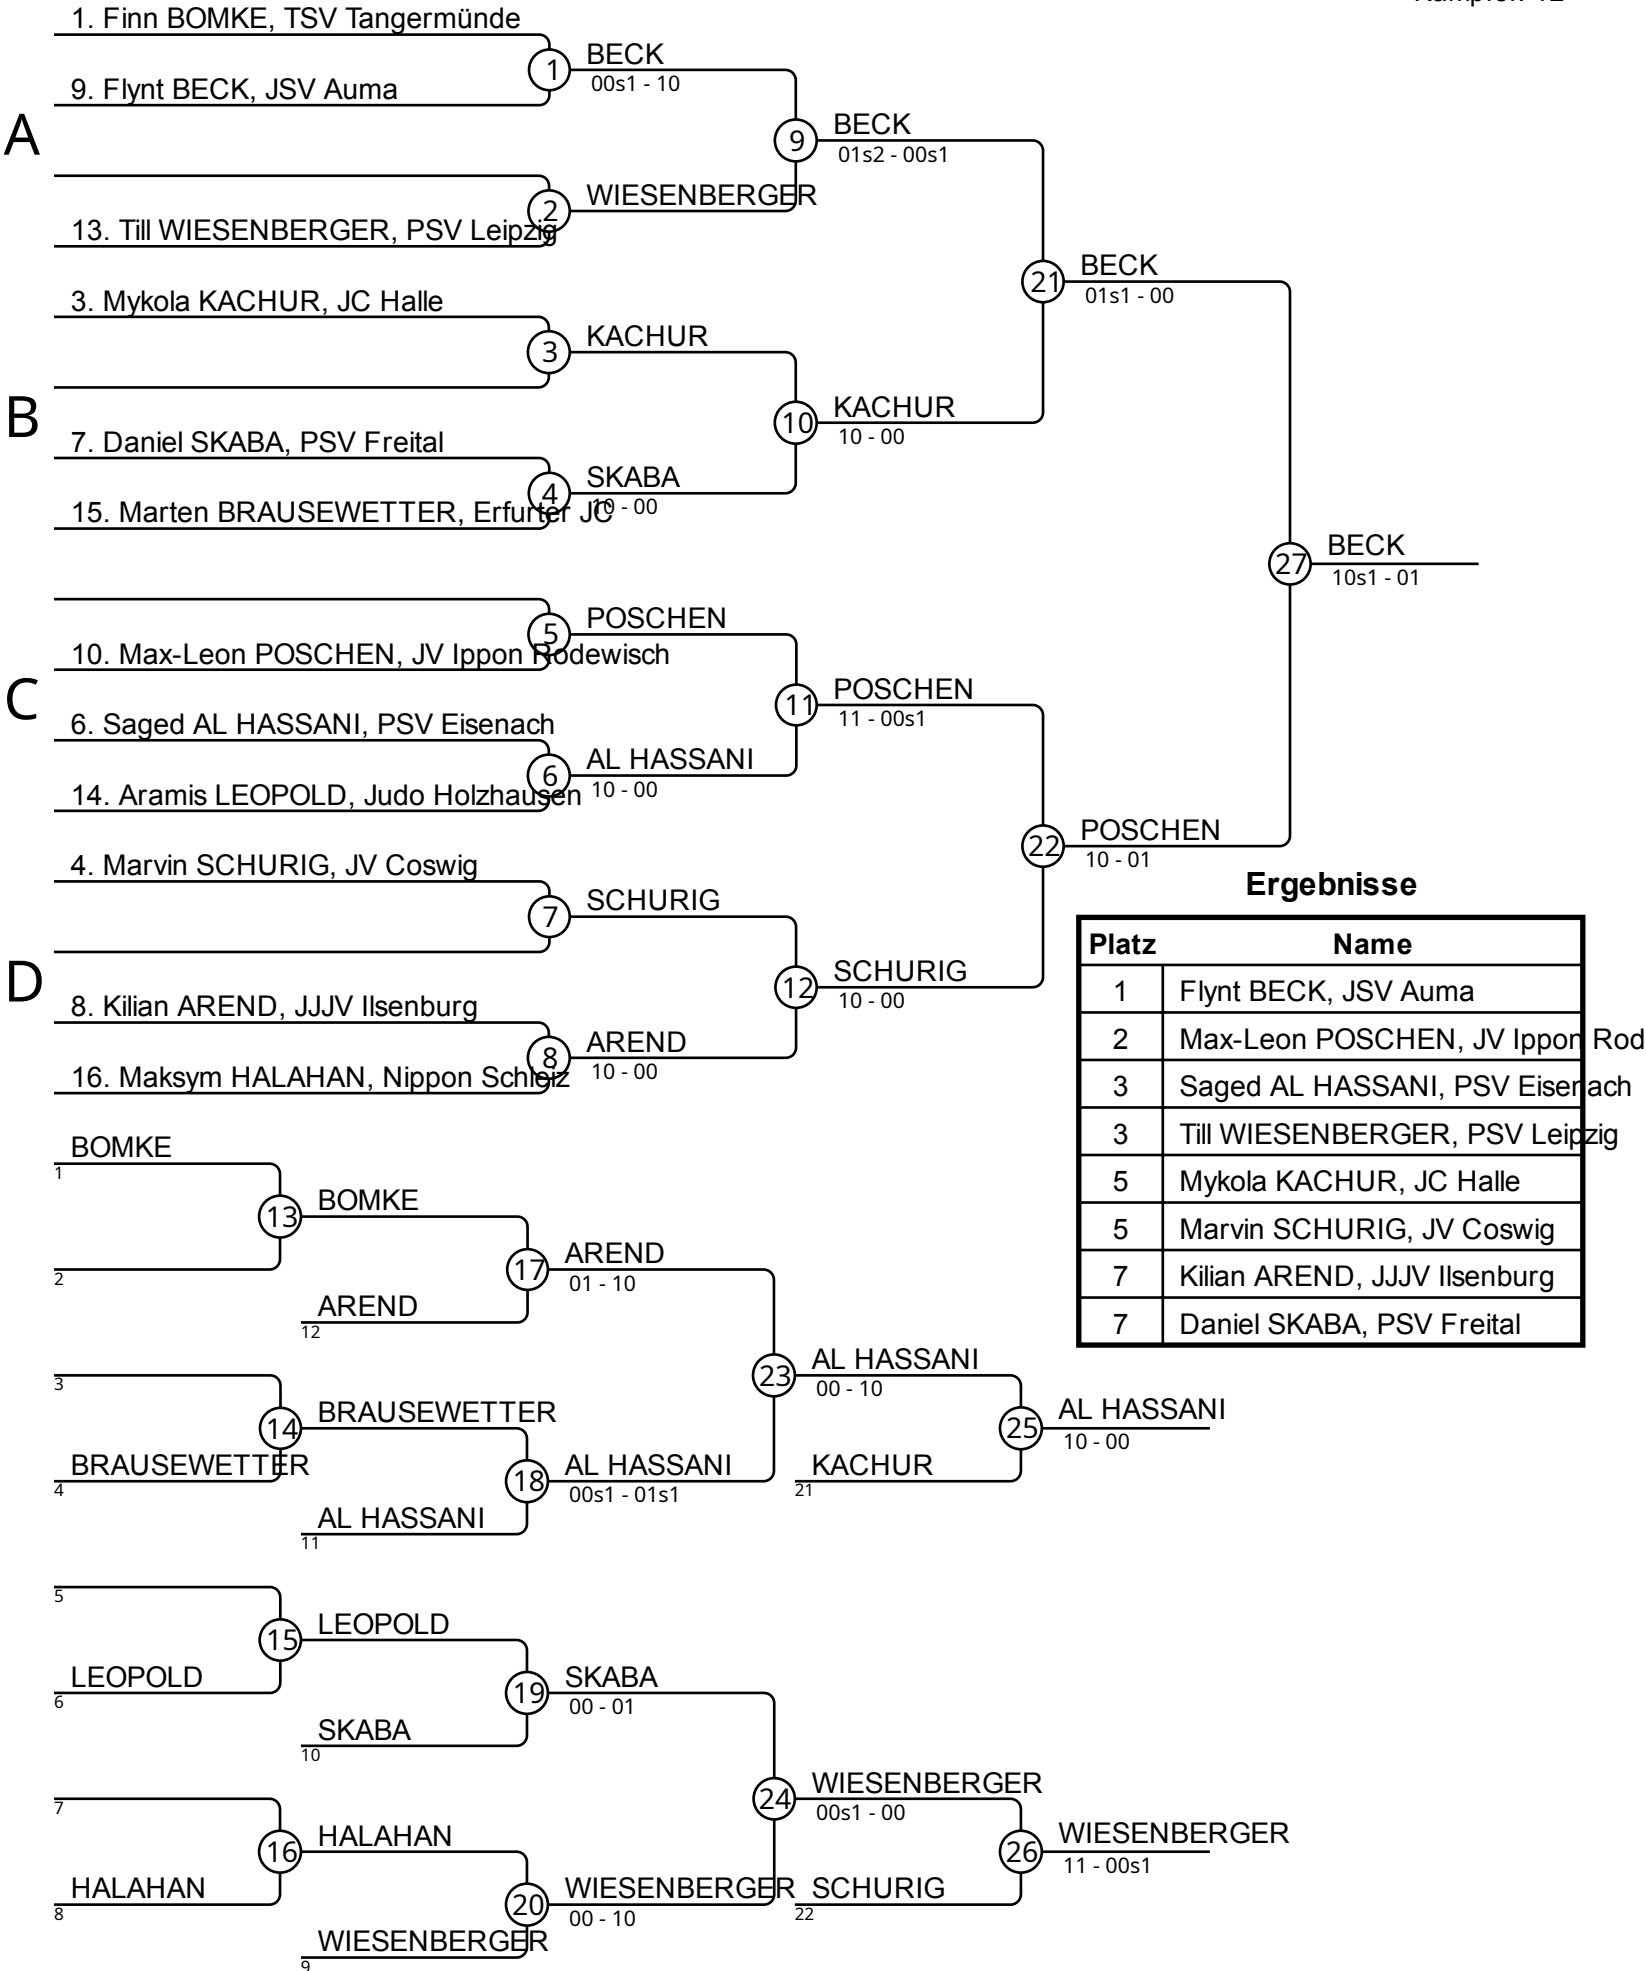 1. Finn BOMKE, TSV Tangermünde
1
BECK
00s1 - 10
9. Flynt BECK, JSV Auma
A
9
BECK
01s2 - 00s1
2
WIESENBERGER
13. Till WIESENBERGER, PSV Leipzig
21
BECK
01s1 - 00
3. Mykola KACHUR, JC Halle
3
KACHUR
B
10
KACHUR
10 - 00
7. Daniel SKABA, PSV Freital
4
SKABA
10 - 00
15. Marten BRAUSEWETTER, Erfurter JC
27
BECK
10s1 - 01
5
POSCHEN
10. Max-Leon POSCHEN, JV Ippon Rodewisch
C
11
POSCHEN
11 - 00s1
6. Saged AL HASSANI, PSV Eisenach
6
AL HASSANI
10 - 00
14. Aramis LEOPOLD, Judo Holzhausen
22
POSCHEN
10 - 01
4. Marvin SCHURIG, JV Coswig
7
SCHURIG
D
12
SCHURIG
10 - 00
8. Kilian AREND, JJJV Ilsenburg
8
AREND
10 - 00
16. Maksym HALAHAN, Nippon Schleiz
Ergebnisse
Platz Name
1 Flynt BECK, JSV Auma
2 Max-Leon POSCHEN, JV Ippon Rod
3 Saged AL HASSANI, PSV Eisenach
3 Till WIESENBERGER, PSV Leipzig
5 Mykola KACHUR, JC Halle
5 Marvin SCHURIG, JV Coswig
7 Kilian AREND, JJJV Ilsenburg
7 Daniel SKABA, PSV Freital
BOMKE
1
13
BOMKE
2
17
AREND
01 - 10
AREND
12
3
14
BRAUSEWETTER
BRAUSEWETTER
4
18
AL HASSANI
00s1 - 01s1
AL HASSANI
11
23
AL HASSANI
00 - 10
KACHUR
21
25
AL HASSANI
10 - 00
5
15
LEOPOLD
LEOPOLD
6
19
SKABA
00 - 01
SKABA
10
7
16
HALAHAN
HALAHAN
8
20
WIESENBERGER
00 - 10
WIESENBERGER
9
24
WIESENBERGER
00s1 - 00
SCHURIG
22
26
WIESENBERGER
11 - 00s1